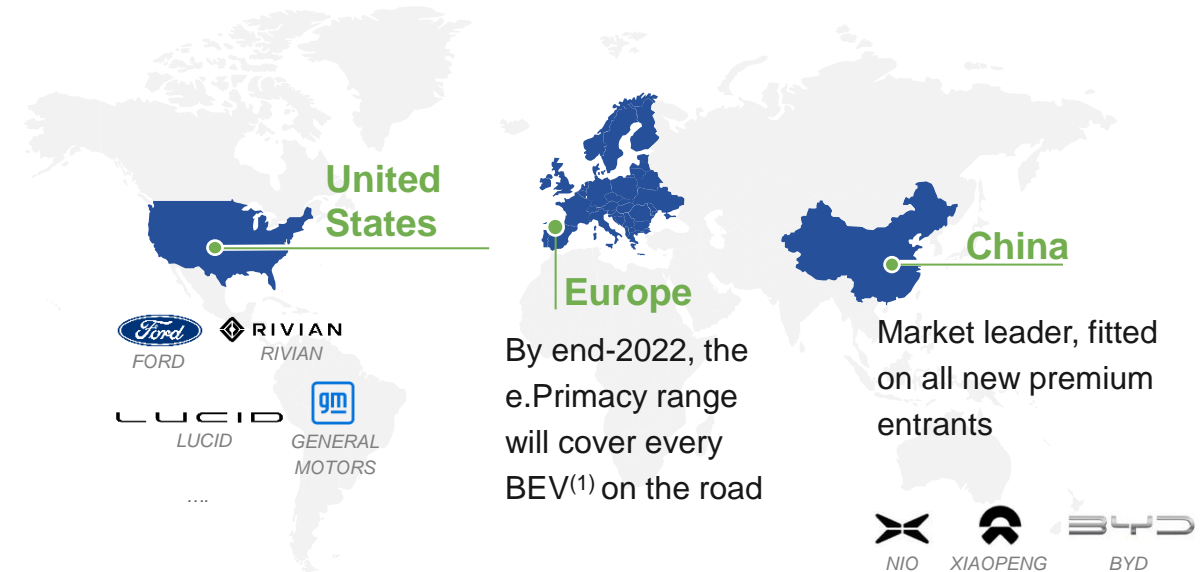 United
States
Ford
RIVIAN
FORD
RIVIAN
LUCID
gm
LUCID
GENERAL
MOTORS
....
Europe
By end-2022, the
e.Primacy range
will cover every
BEV(1) on the road
China
Market leader, fitted
on all new premium
entrants
BYD
NIO
XIAOPENG
BYD